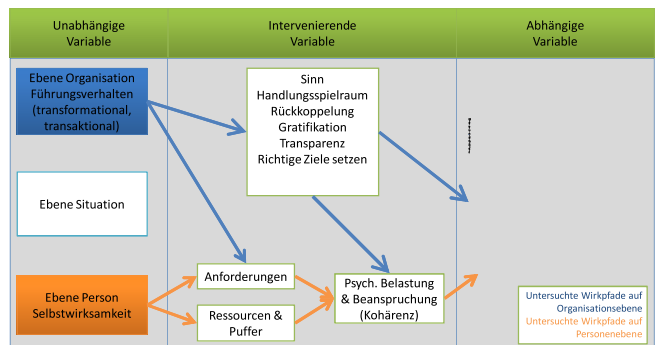 Unabhängige
Variable
Intervenierende
Variable
Abhängige
Variable
Ebene Organisation
Führungsverhalten
(transformational,
transaktional)
Sinn
Handlungsspielraum
Rückkoppelung
Gratifikation
Transparenz
Richtige Ziele setzen
Ebene Situation
Ebene Person
Selbstwirksamkeit
Anforderungen
Ressourcen &
Puffer
Psych. Belastung
& Beanspruchung
(Kohärenz)
Untersuchte Wirkpfade auf
Organisationsebene
Untersuchte Wirkpfade auf
Personenebene